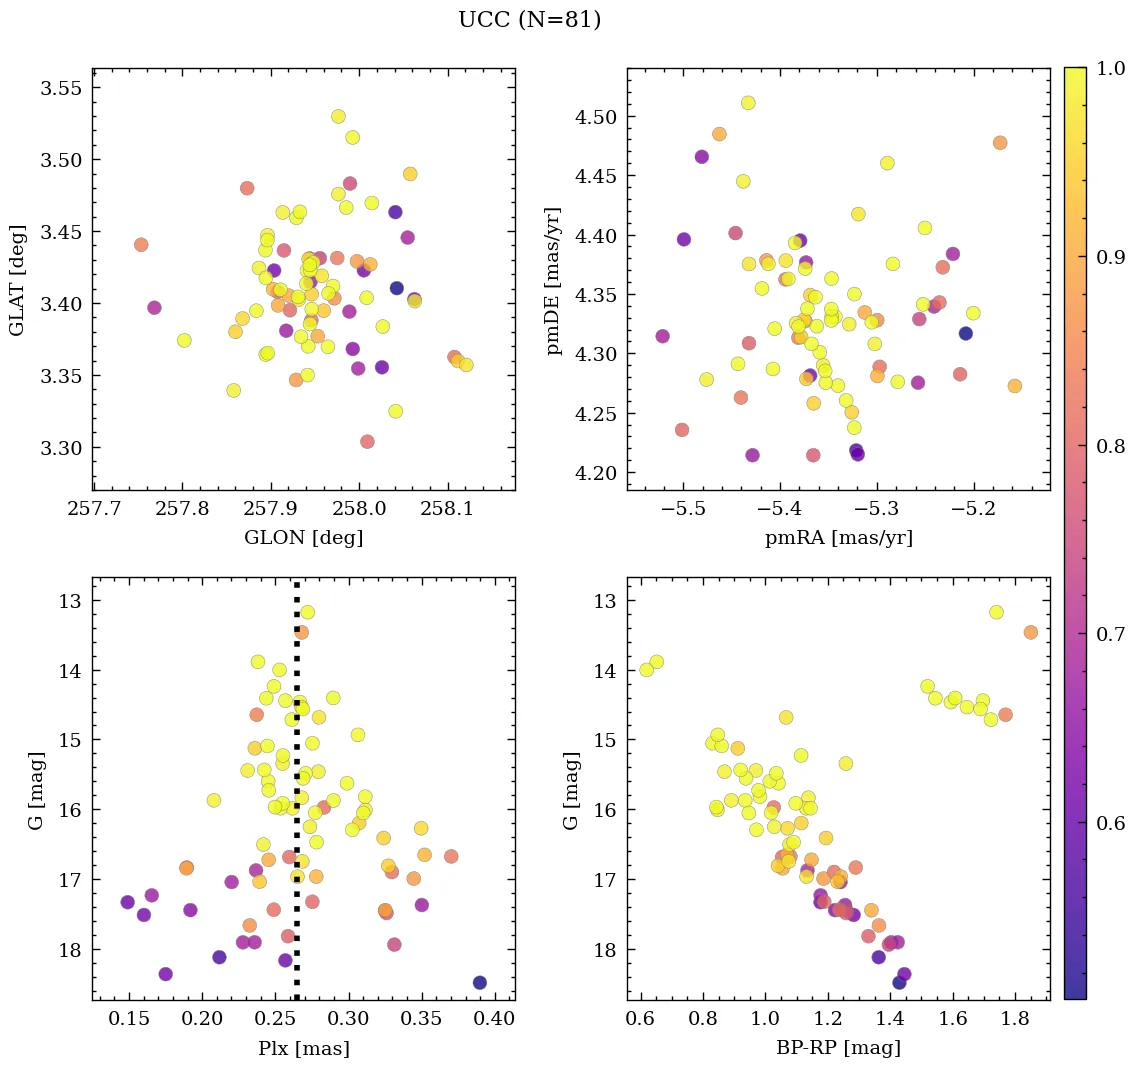 UCC (N=81)
3.55
3.50
3.45
3.40
3.35
3.30
GLAT [deg]
257.7 257.8 257.9 258.0 258.1
GLON [deg]
4.50
4.45
4.40
4.35
4.30
4.25
4.20
pmDE [mas/yr]
−5.5 −5.4 −5.3 −5.2
pmRA [mas/yr]
13
14
15
16
17
18
G [mag]
0.15 0.20 0.25 0.30 0.35 0.40
Plx [mas]
13
14
15
16
17
18
G [mag]
0.6 0.8 1.0 1.2 1.4 1.6 1.8
BP-RP [mag]
1.0
0.9
0.8
0.7
0.6